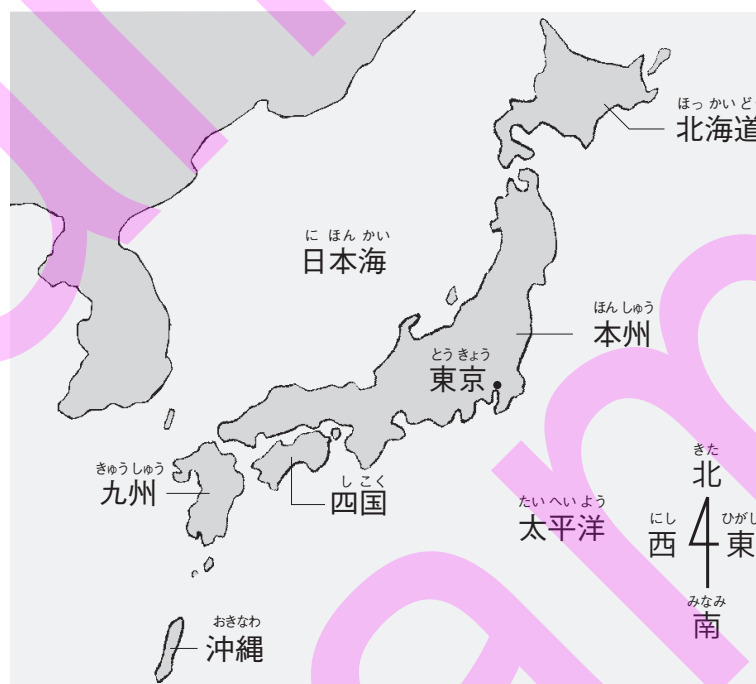 ほっかいど
北海道
にほんかい
日本海
ほんしゅう
本州
とうきょう
東京
きゅうしゅう
九州
しこく
四国
たいへいよう
太平洋
きた
北
にし
西
ひがし
東
みなみ
南
おきなわ
沖縄